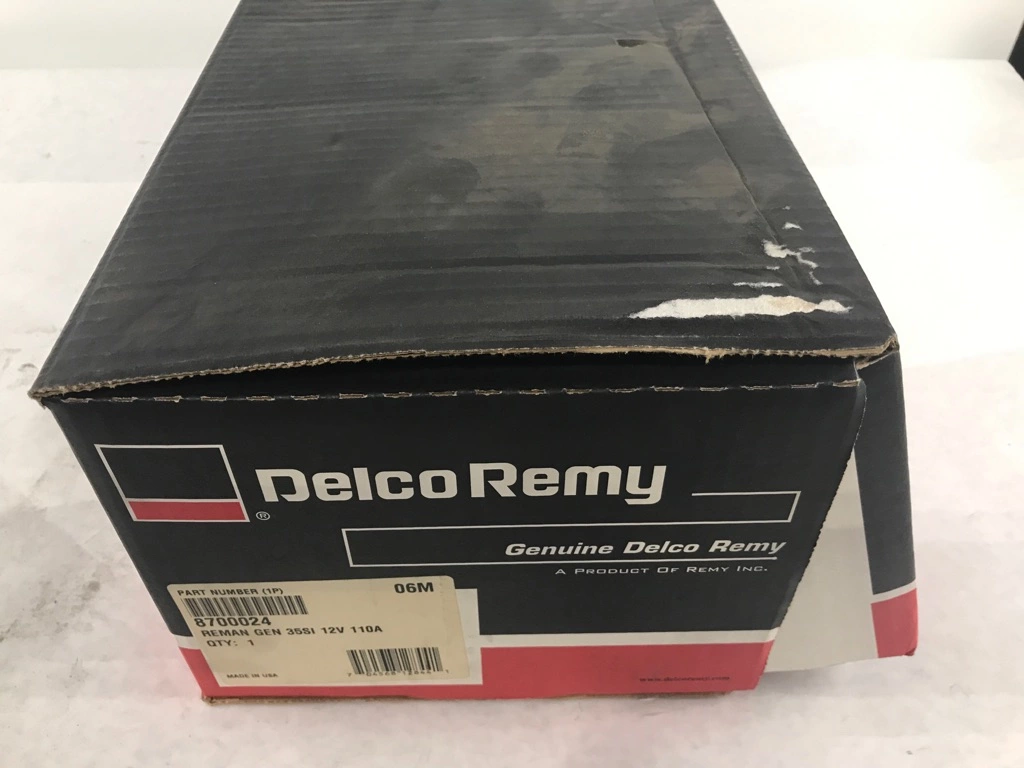 Delco Remy
®
Genuine Delco Remy
A PRODUCT OF REMY INC.
PART NUMBER (1P)
06M
8700024
REMAN GEN 35SI 12V 110A
QTY: 1
MADE IN USA
www.delcoremy.com